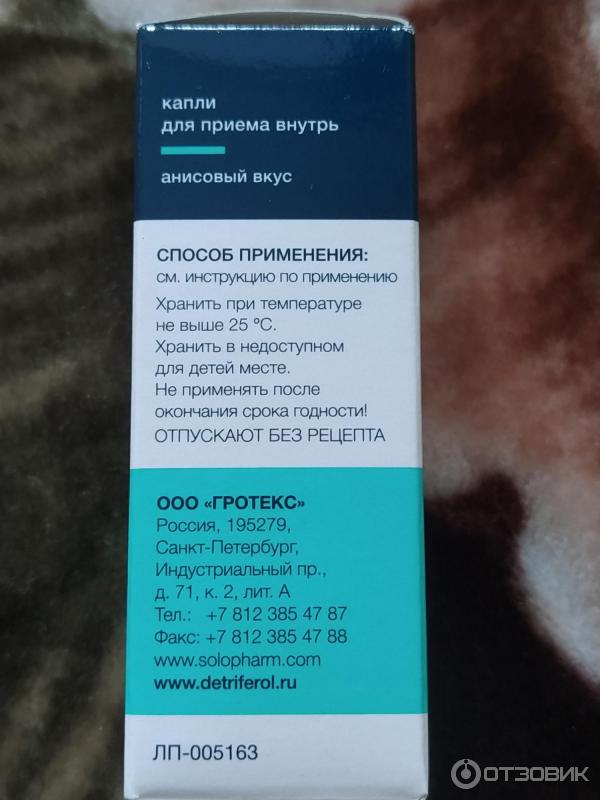 капли
для приема внутрь
анисовый вкус
СПОСОБ ПРИМЕНЕНИЯ:
см. инструкцию по применению
Хранить при температуре
не выше 25 ºC.
Хранить в недоступном
для детей месте.
Не применять после
окончания срока годности!
ОТПУСКАЮТ БЕЗ РЕЦЕПТА
ООО «ГРОТЕКС»
Россия, 195279,
Санкт-Петербург,
Индустриальный пр.,
д. 71, к. 2, лит. А
Тел.: +7 812 385 47 87
Факс: +7 812 385 47 88
www.solopharm.com
www.detriferol.ru
ЛП-005163
ОТЗОВИК